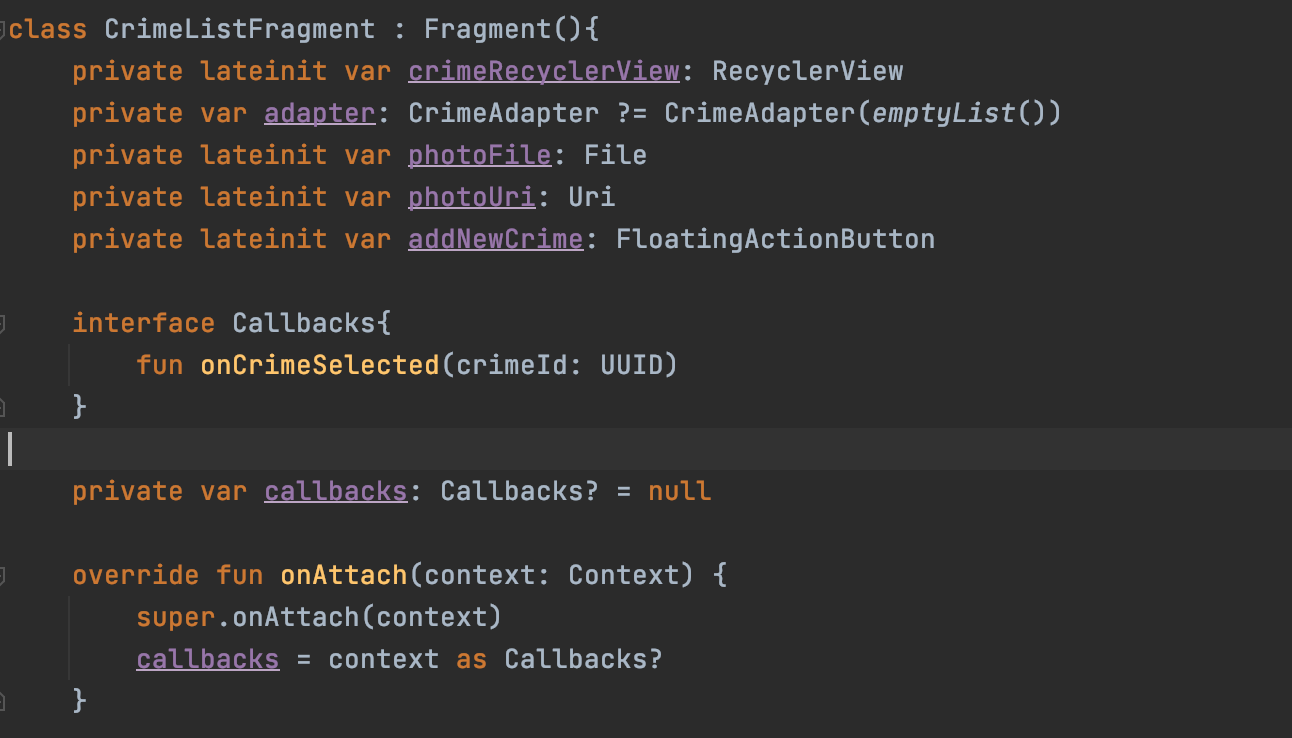 class CrimeListFragment : Fragment(){
    private lateinit var crimeRecyclerView: RecyclerView
    private var adapter: CrimeAdapter ?= CrimeAdapter(emptyList())
    private lateinit var photoFile: File
    private lateinit var photoUri: Uri
    private lateinit var addNewCrime: FloatingActionButton
    interface Callbacks{
        fun onCrimeSelected(crimeId: UUID)
    }
    private var callbacks: Callbacks? = null
    override fun onAttach(context: Context) {
        super.onAttach(context)
        callbacks = context as Callbacks?
    }